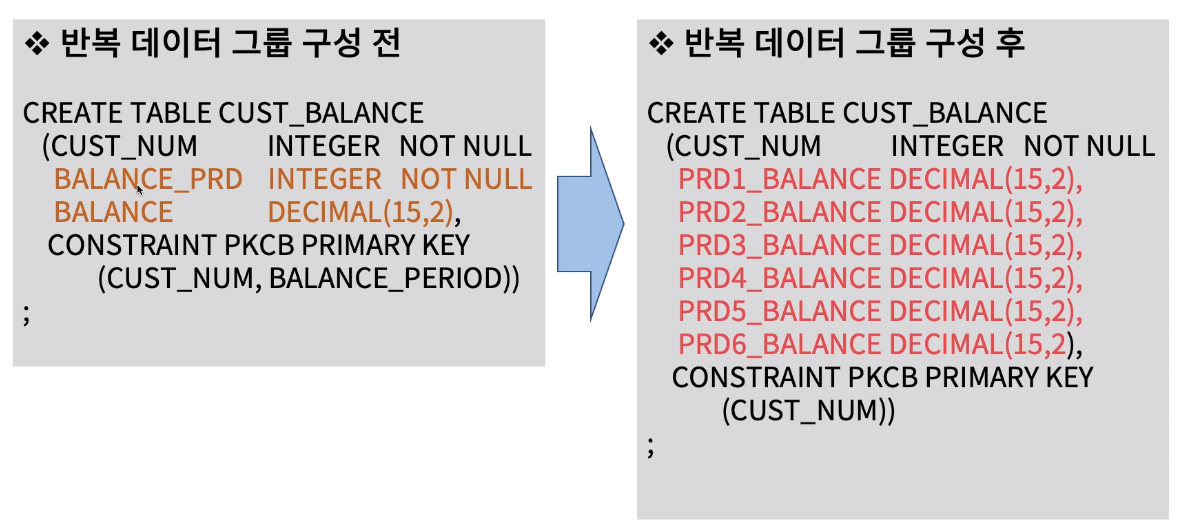 ❖ 반복 데이터 그룹 구성 전
CREATE TABLE CUST_BALANCE
(CUST_NUM INTEGER NOT NULL
BALANCE_PRD INTEGER NOT NULL
BALANCE DECIMAL(15,2),
CONSTRAINT PKCB PRIMARY KEY
(CUST_NUM, BALANCE_PERIOD))
;
❖ 반복 데이터 그룹 구성 후
CREATE TABLE CUST_BALANCE
(CUST_NUM INTEGER NOT NULL
PRD1_BALANCE DECIMAL(15,2),
PRD2_BALANCE DECIMAL(15,2),
PRD3_BALANCE DECIMAL(15,2),
PRD4_BALANCE DECIMAL(15,2),
PRD5_BALANCE DECIMAL(15,2),
PRD6_BALANCE DECIMAL(15,2),
CONSTRAINT PKCB PRIMARY KEY
(CUST_NUM))
;